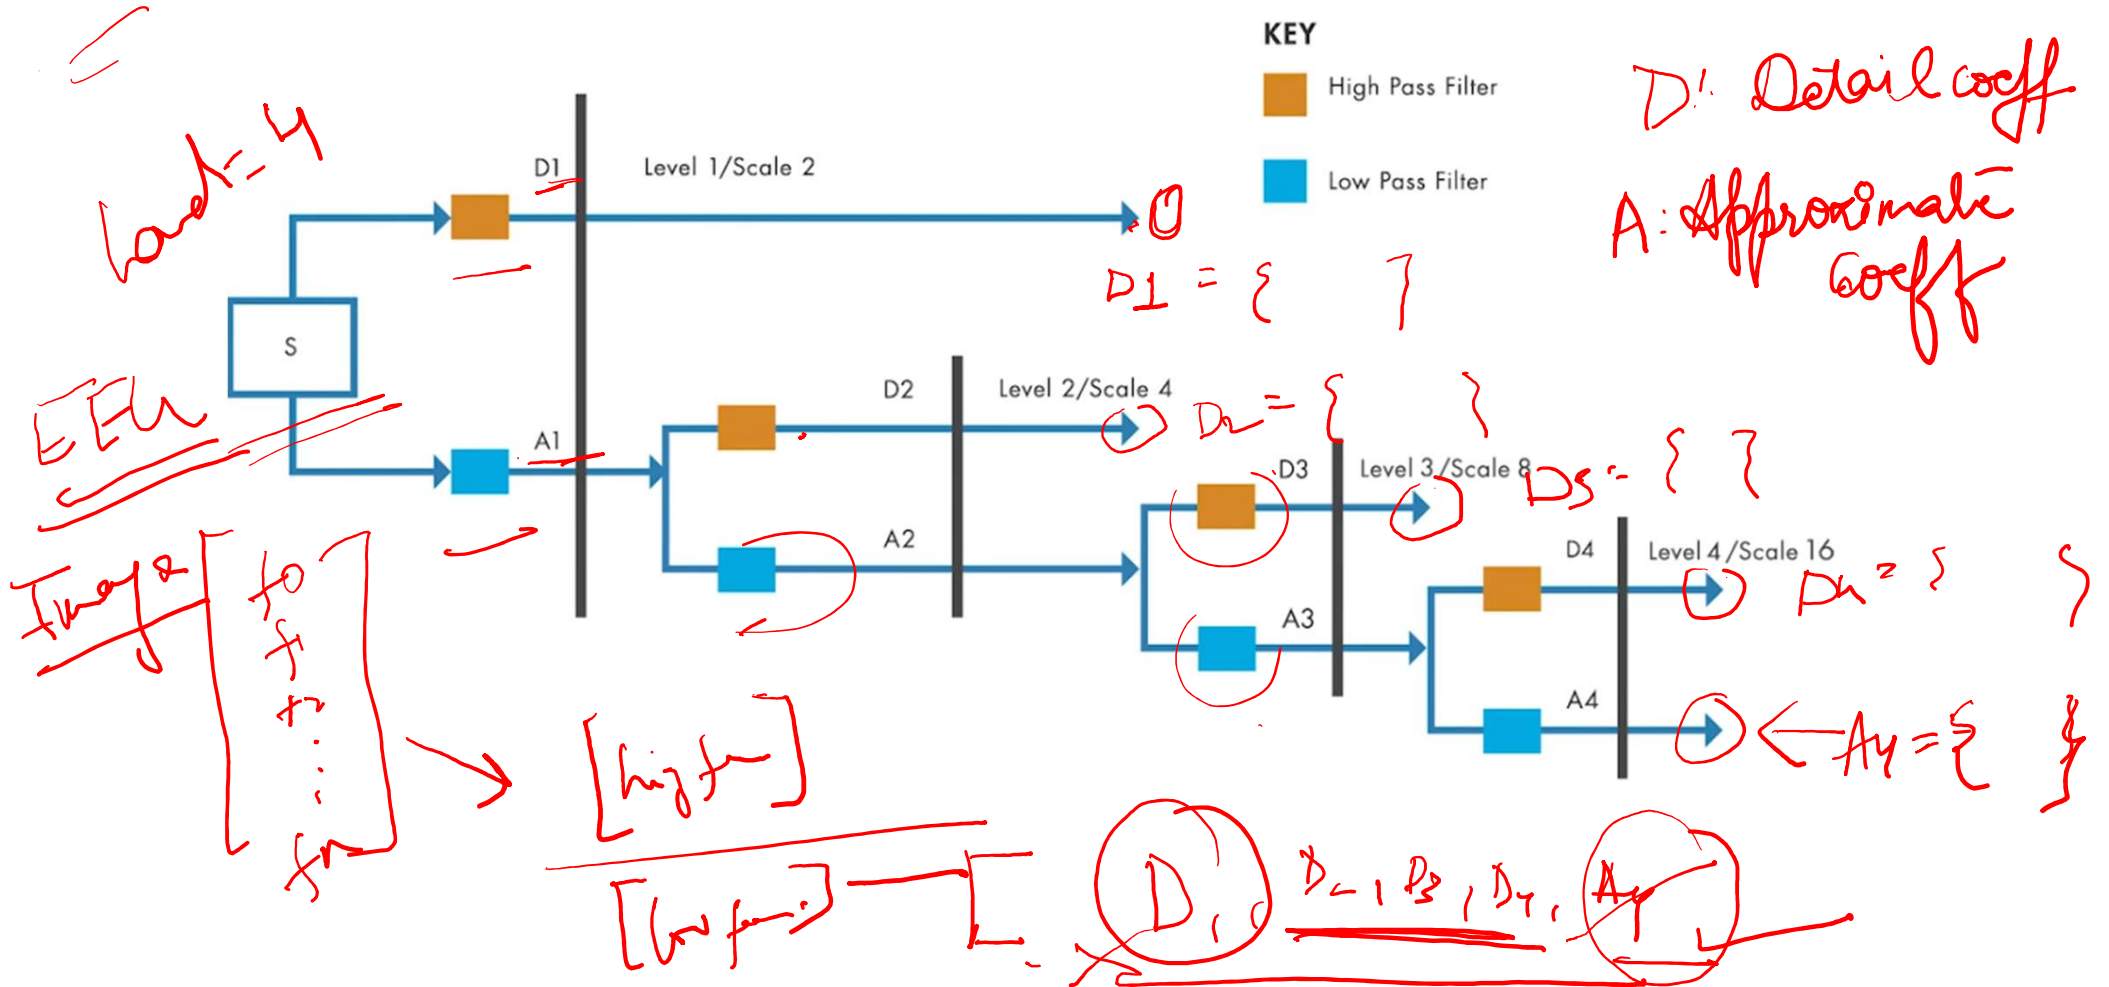 KEY
High Pass Filter
Low Pass Filter
D: Detail coeff
A: Approximate
Coeff
Level = 4
D1
Level 1/Scale 2
D1 = { }
S
EEG
A1
D2
Level 2/Scale 4
D2 = { }
A2
D3
Level 3/Scale 8
D3 = { }
A3
D4
Level 4/Scale 16
D4 = { }
A4
A4 = { }
Image
f0
f
f2
fn
[high fre]
[low fre]
D1, D2, D3, D4, A4